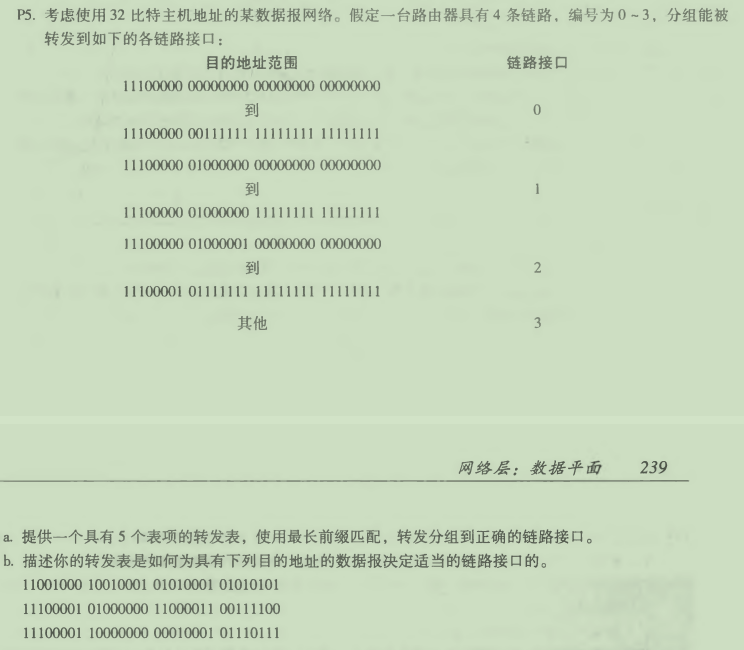 P5. 考虑使用 32 比特主机地址的某数据报网络。假定一台路由器具有 4 条链路，编号为 0 ~ 3，分组能被
转发到如下的各链路接口：
目的地址范围 链路接口
11100000 00000000 00000000 00000000
到 0
11100000 00111111 11111111 11111111
11100000 01000000 00000000 00000000
到 1
11100000 01000000 11111111 11111111
11100000 01000001 00000000 00000000
到 2
11100001 01111111 11111111 11111111
其他 3
网络层：数据平面 239
a. 提供一个具有 5 个表项的转发表，使用最长前缀匹配，转发分组到正确的链路接口。
b. 描述你的转发表是如何为具有下列目的地址的数据报决定适当的链路接口的。
11001000 10010001 01010001 01010101
11100001 01000000 11000011 00111100
11100001 10000000 00010001 01110111